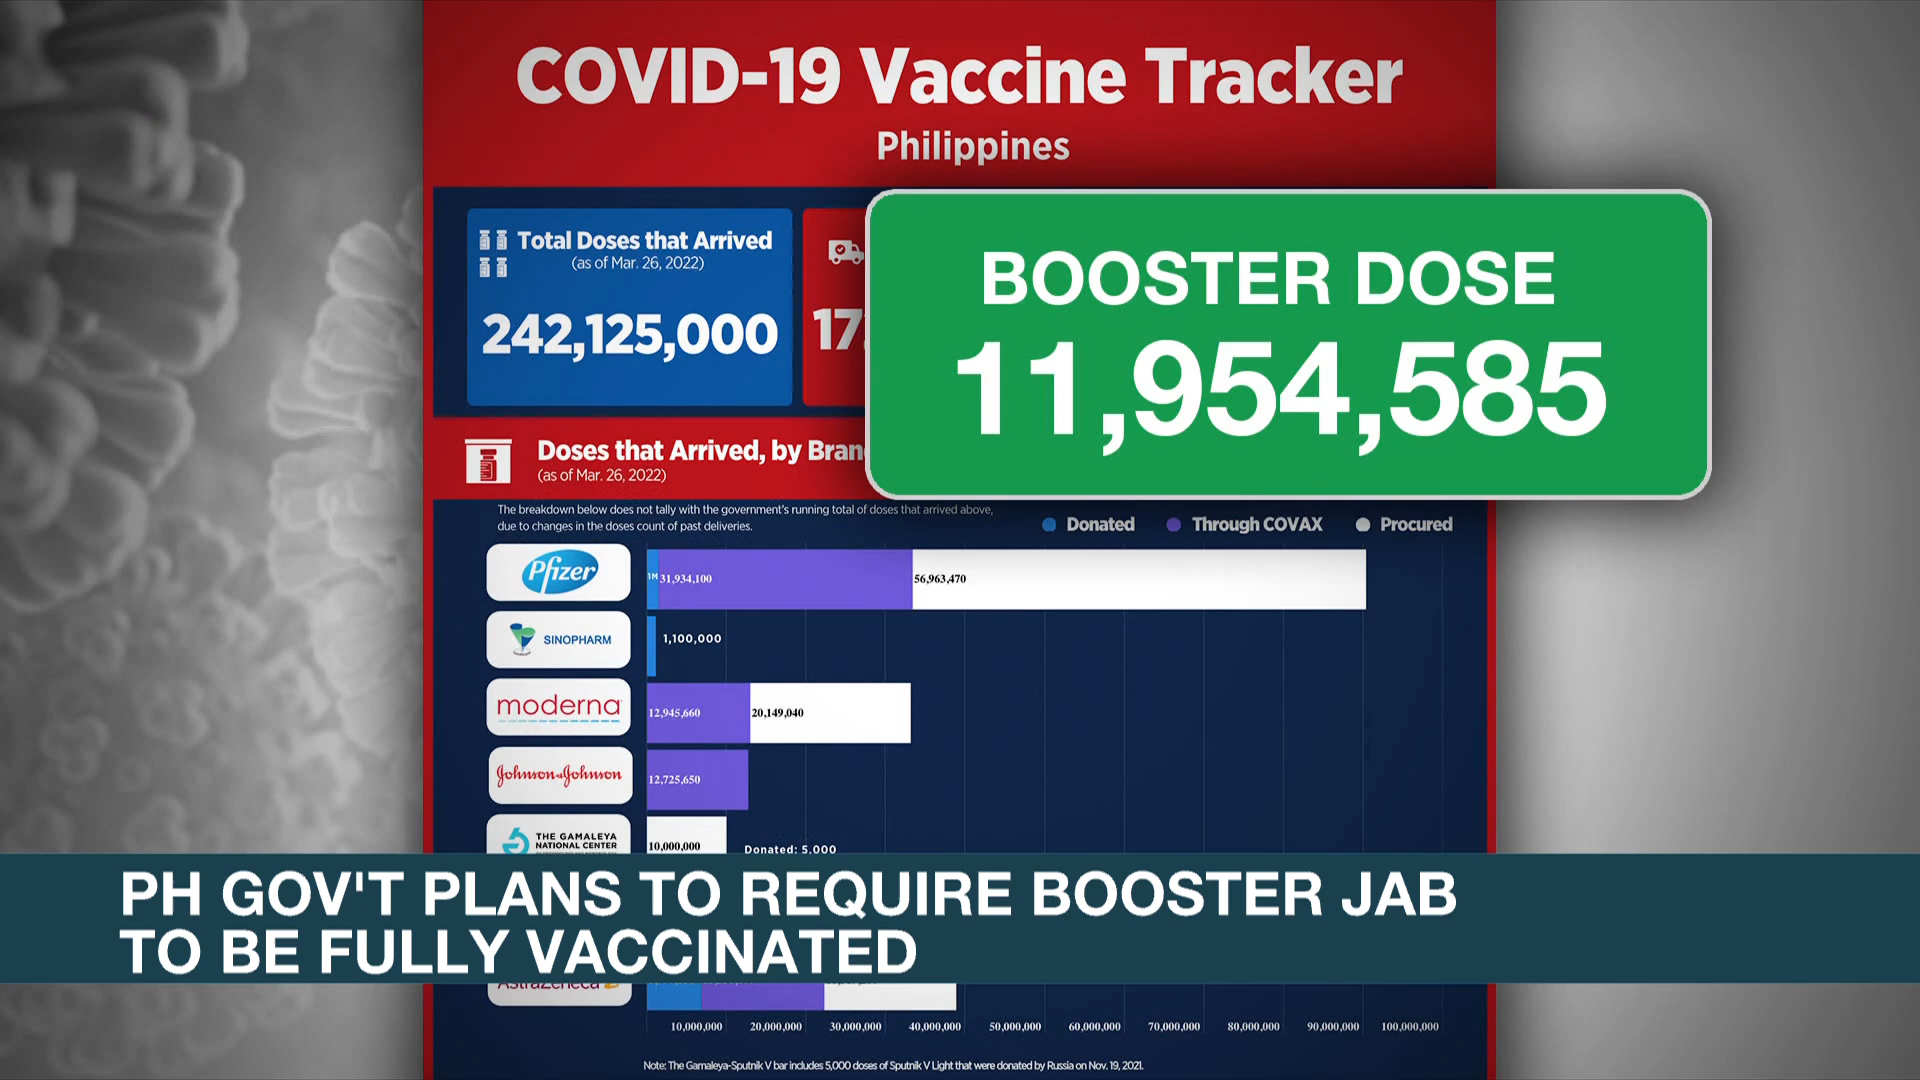 COVID-19 Vaccine Tracker
Philippines
Total Doses that Arrived
(as of Mar. 26, 2022)
242,125,000
17
BOOSTER DOSE
11,954,585
Doses that Arrived, by Bran
(as of Mar. 26, 2022)
The breakdown below does not tally with the government's running total of doses that arrived above,
due to changes in the doses count of past deliveries.
Donated
Through COVAX
Procured
Pfizer
1M 31,934,100 56,963,470
SINOPHARM
1,100,000
moderna
12,945,660 20,149,040
Johnson&Johnson
12,725,650
THE GAMALEYA
NATIONAL CENTER
10,000,000
Donated: 5,000
PH GOV'T PLANS TO REQUIRE BOOSTER JAB
TO BE FULLY VACCINATED
AstraZeneca
10,000,000 20,000,000 30,000,000 40,000,000 50,000,000 60,000,000 70,000,000 80,000,000 90,000,000 100,000,000
Note: The Gamaleya-Sputnik V bar includes 5,000 doses of Sputnik V Light that were donated by Russia on Nov. 19, 2021.